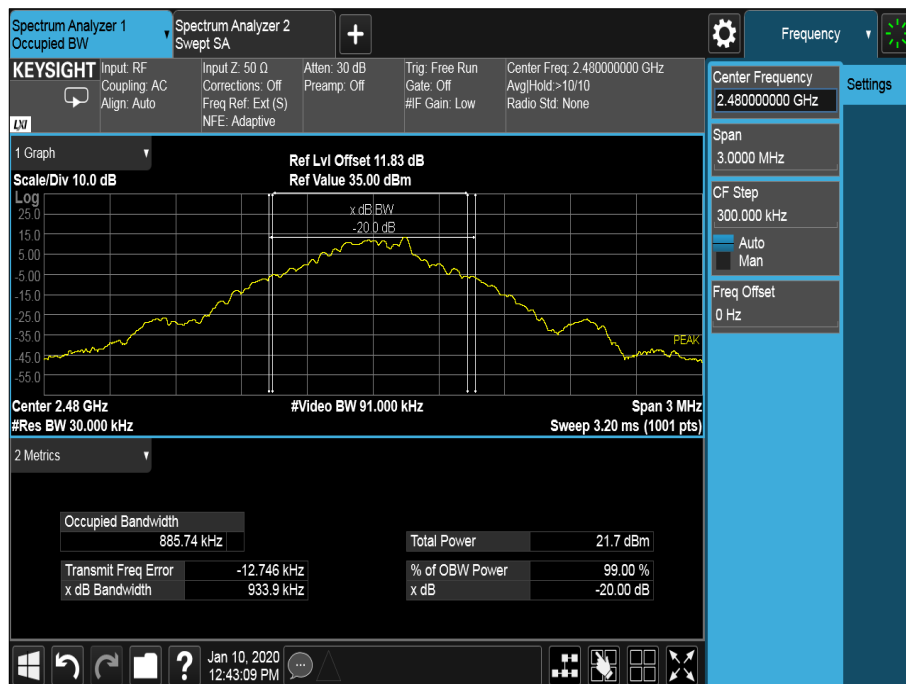 Spectrum Analyzer 1
Occupied BW
Spectrum Analyzer 2
Swept SA
Frequency
KEYSIGHT
LXI
Input: RF
Coupling: AC
Align: Auto
Input Z: 50 Ω
Corrections: Off
Freq Ref: Ext (S)
NFE: Adaptive
Atten: 30 dB
Preamp: Off
Trig: Free Run
Gate: Off
#IF Gain: Low
Center Freq: 2.480000000 GHz
Avg|Hold:>10/10
Radio Std: None
Center Frequency
2.480000000 GHz
Settings
Span
3.0000 MHz
CF Step
300.000 kHz
Auto
Man
Freq Offset
0 Hz
1 Graph
Scale/Div 10.0 dB
Ref Lvl Offset 11.83 dB
Ref Value 35.00 dBm
Log
25.0
15.0
5.00
-5.00
-15.0
-25.0
-35.0
-45.0
-55.0
x dB BW
-20.0 dB
PEAK
Center 2.48 GHz
#Video BW 91.000 kHz
Span 3 MHz
#Res BW 30.000 kHz
Sweep 3.20 ms (1001 pts)
2 Metrics
Occupied Bandwidth
885.74 kHz
Total Power 21.7 dBm
Transmit Freq Error -12.746 kHz
% of OBW Power 99.00 %
x dB Bandwidth 933.9 kHz
x dB -20.00 dB
?
Jan 10, 2020
12:43:09 PM